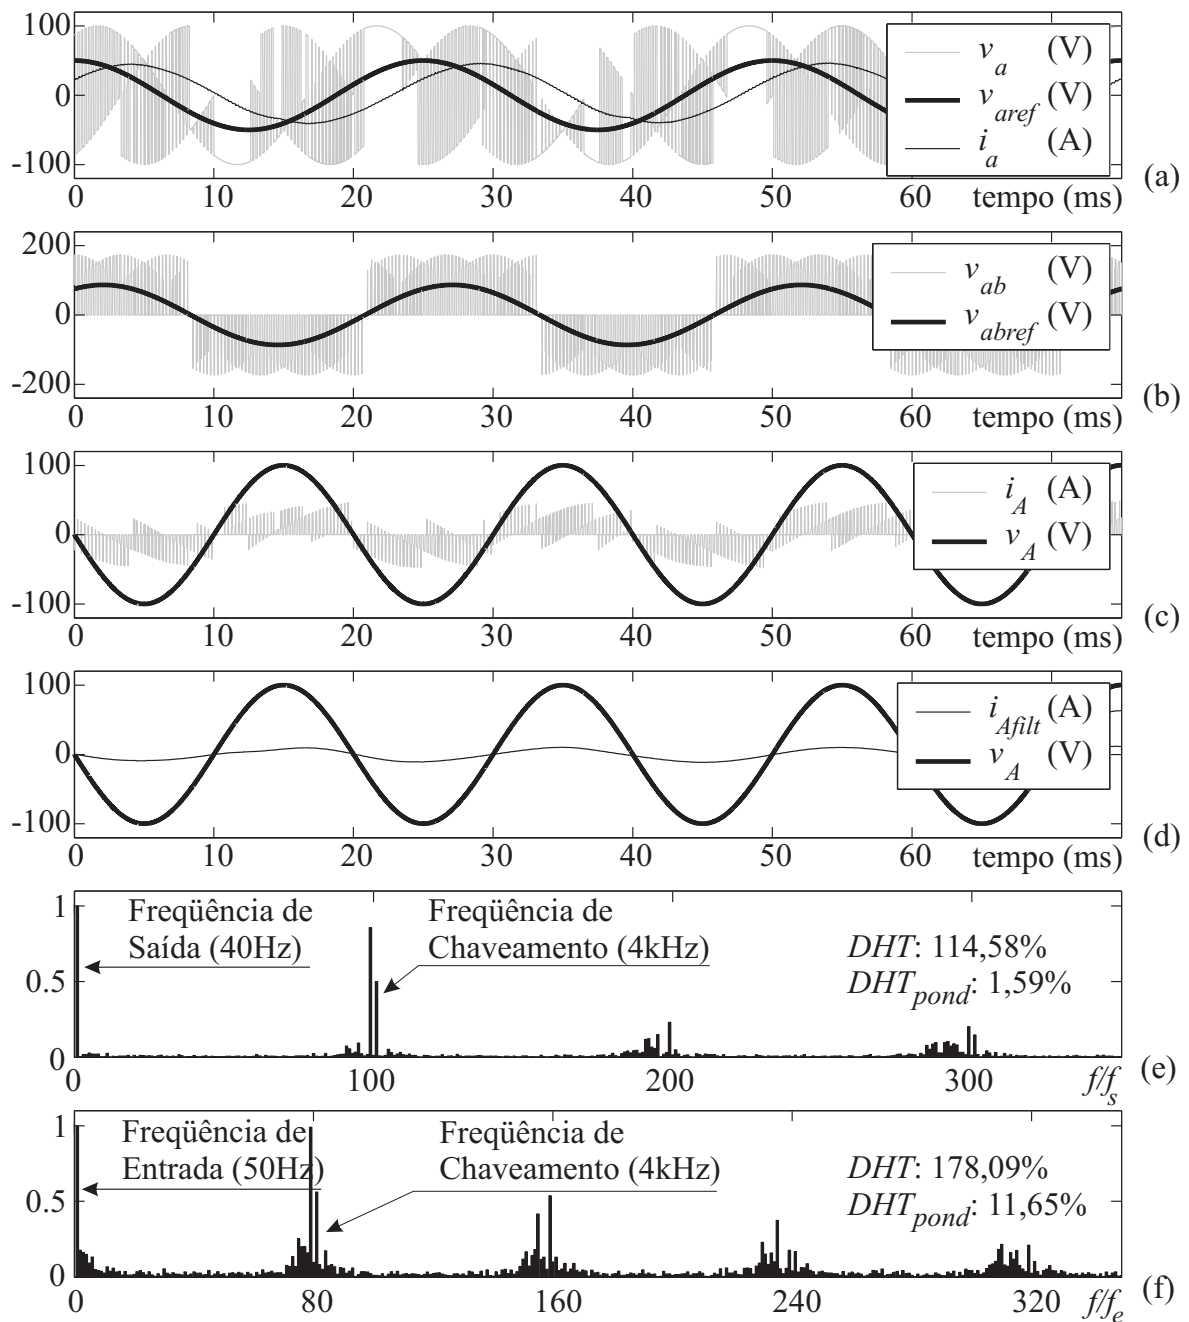 100
0
-100
v_a (V)
v_aref (V)
i_a (A)
0 10 20 30 40 50 60 tempo (ms)
(a)
200
0
-200
v_ab (V)
v_abref (V)
0 10 20 30 40 50 60 tempo (ms)
(b)
100
0
-100
i_A (A)
v_A (V)
0 10 20 30 40 50 60 tempo (ms)
(c)
100
0
-100
i_Afilt (A)
v_A (V)
0 10 20 30 40 50 60 tempo (ms)
(d)
1
0.5
0
Freqüência de
Saída (40Hz)
Freqüência de
Chaveamento (4kHz)
DHT: 114,58%
DHT_pond: 1,59%
0 100 200 300 f/f_s
(e)
1
0.5
0
Freqüência de
Entrada (50Hz)
Freqüência de
Chaveamento (4kHz)
DHT: 178,09%
DHT_pond: 11,65%
0 80 160 240 320 f/f_e
(f)